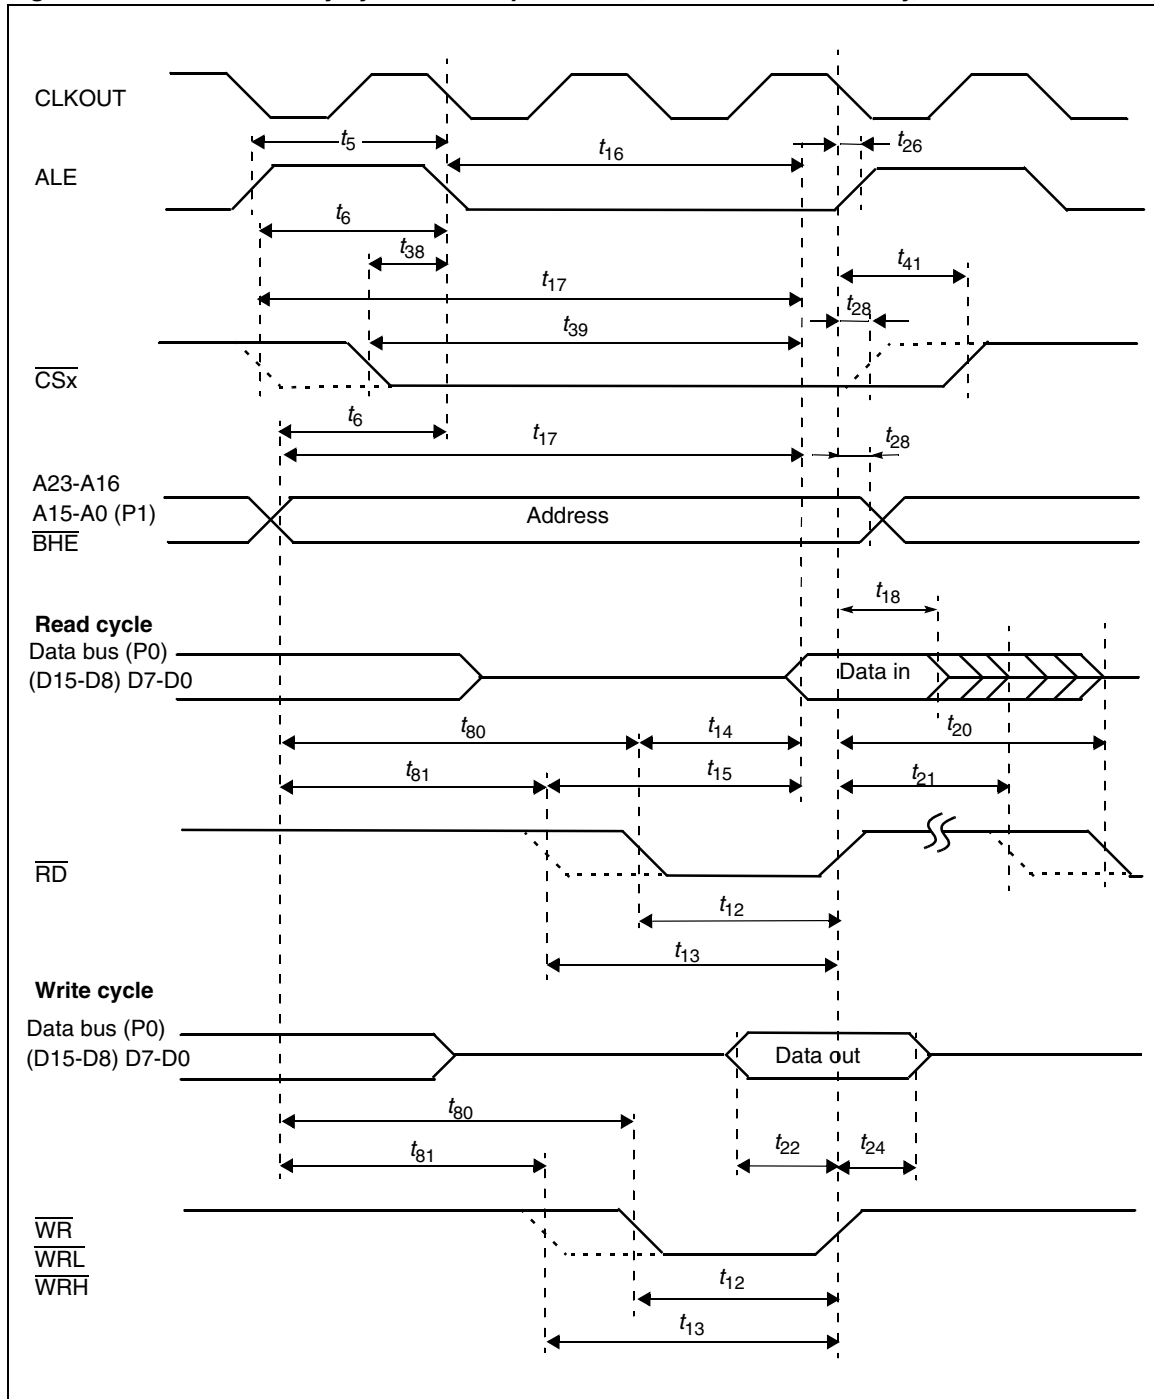 CLKOUT
t5
t16
t26
ALE
t6
t38
t41
t17
t28
t39
CSx
t6
t17
t28
A23-A16
A15-A0 (P1)
Address
BHE
t18
Read cycle
Data bus (P0)
Data in
(D15-D8) D7-D0
t80
t14
t20
t81
t15
t21
RD
t12
t13
Write cycle
Data bus (P0)
(D15-D8) D7-D0
Data out
t80
t81
t22
t24
WR
WRL
WRH
t12
t13